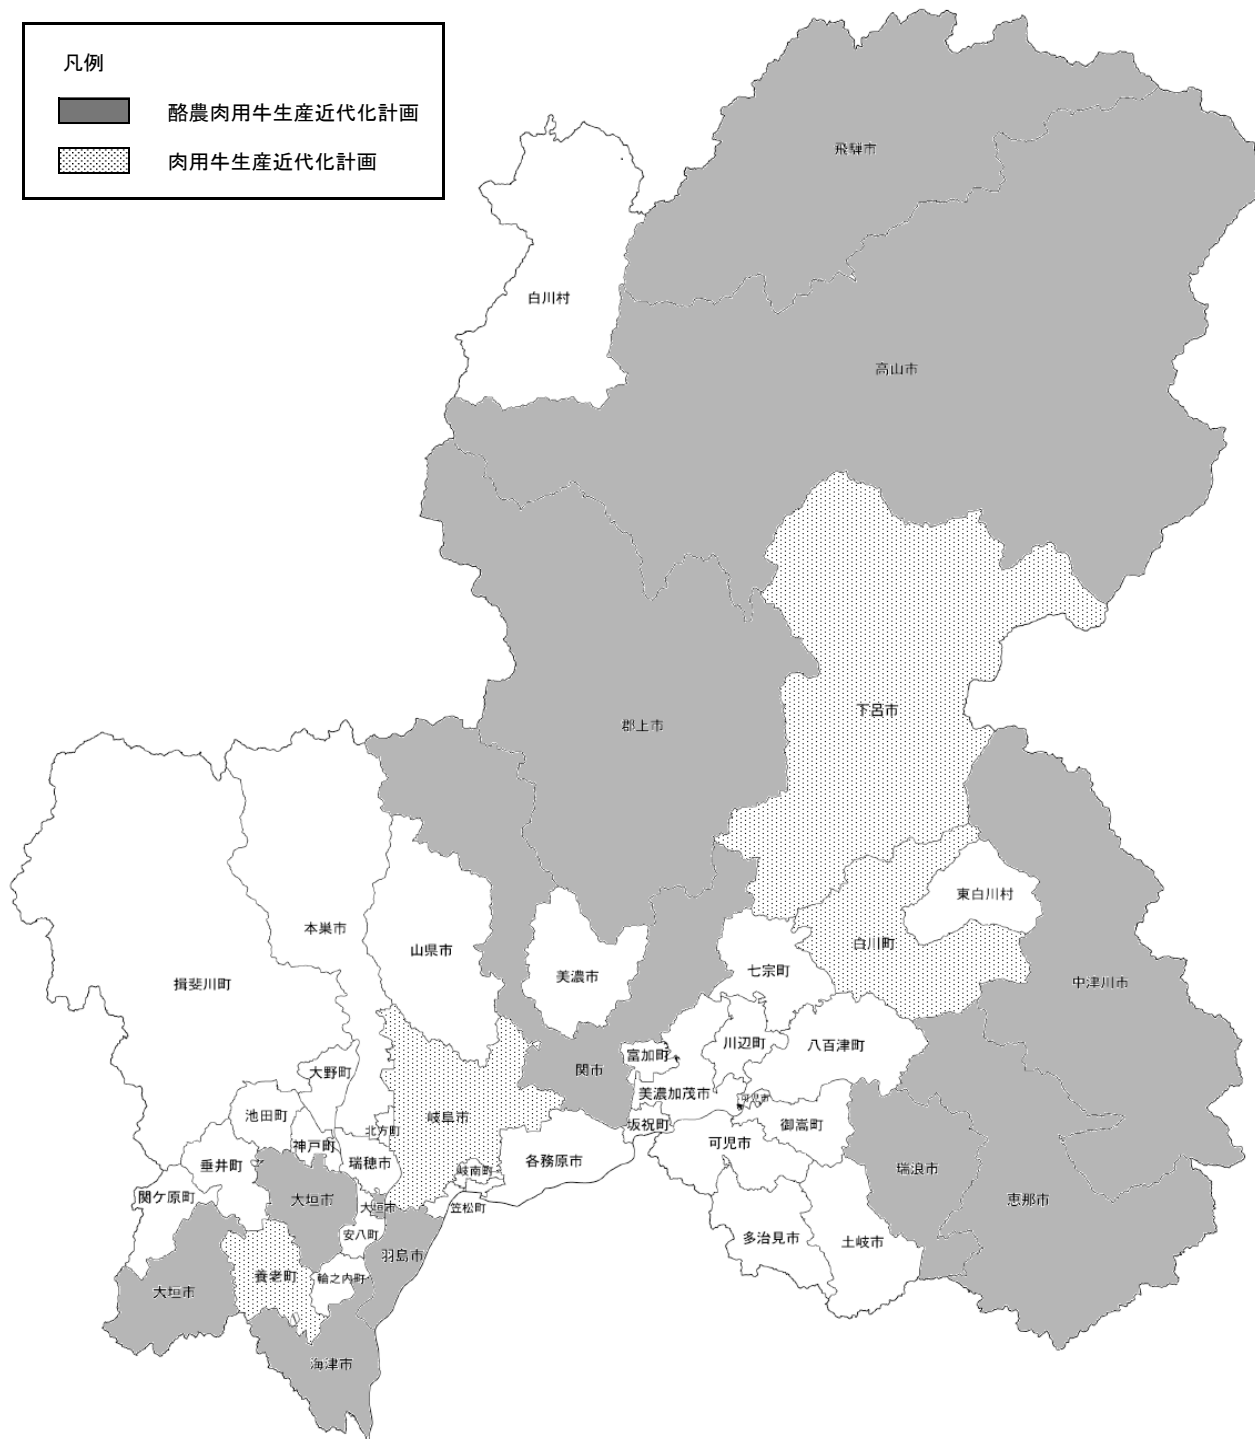 凡例
酪農肉用牛生産近代化計画
肉用牛生産近代化計画
飛騨市
白川村
高山市
下呂市
郡上市
東白川村
本巣市
山県市
白川町
七宗町
美濃市
揖斐川町
中津川市
川辺町
八百津町
富加町
関市
大野町
美濃加茂市
可児市
池田町
岐阜市
坂祝町
御嵩町
北方町
神戸町
可児市
垂井町
瑞穂市
各務原市
岐南町
瑞浪市
関ケ原町
大垣市
大垣市
笠松町
恵那市
安八町
多治見市
土岐市
羽島市
養老町
輪之内町
大垣市
海津市